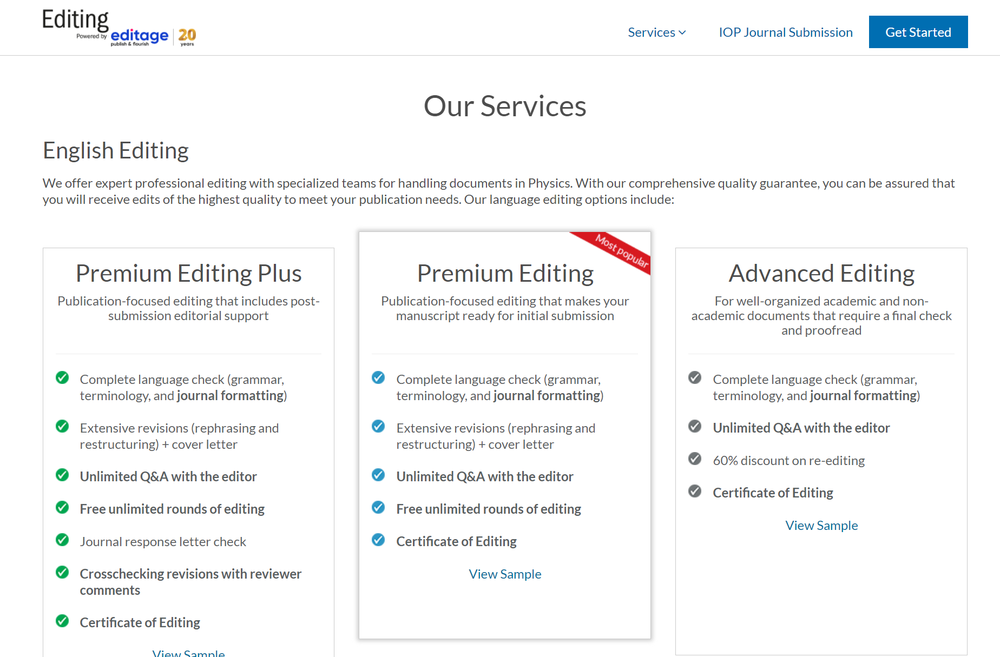 Editing
Powered by editage
publish & flourish
20
years
Services
IOP Journal Submission
Get Started
Our Services
English Editing
We offer expert professional editing with specialized teams for handling documents in Physics. With our comprehensive quality guarantee, you can be assured that
you will receive edits of the highest quality to meet your publication needs. Our language editing options include:
Premium Editing Plus
Publication-focused editing that includes post-
submission editorial support
Complete language check (grammar,
terminology, and journal formatting)
Extensive revisions (rephrasing and
restructuring) + cover letter
Unlimited Q&A with the editor
Free unlimited rounds of editing
Journal response letter check
Crosschecking revisions with reviewer
comments
Certificate of Editing
View Sample
Most popular
Premium Editing
Publication-focused editing that makes your
manuscript ready for initial submission
Complete language check (grammar,
terminology, and journal formatting)
Extensive revisions (rephrasing and
restructuring) + cover letter
Unlimited Q&A with the editor
Free unlimited rounds of editing
Certificate of Editing
View Sample
Advanced Editing
For well-organized academic and non-
academic documents that require a final check
and proofread
Complete language check (grammar,
terminology, and journal formatting)
Unlimited Q&A with the editor
60% discount on re-editing
Certificate of Editing
View Sample